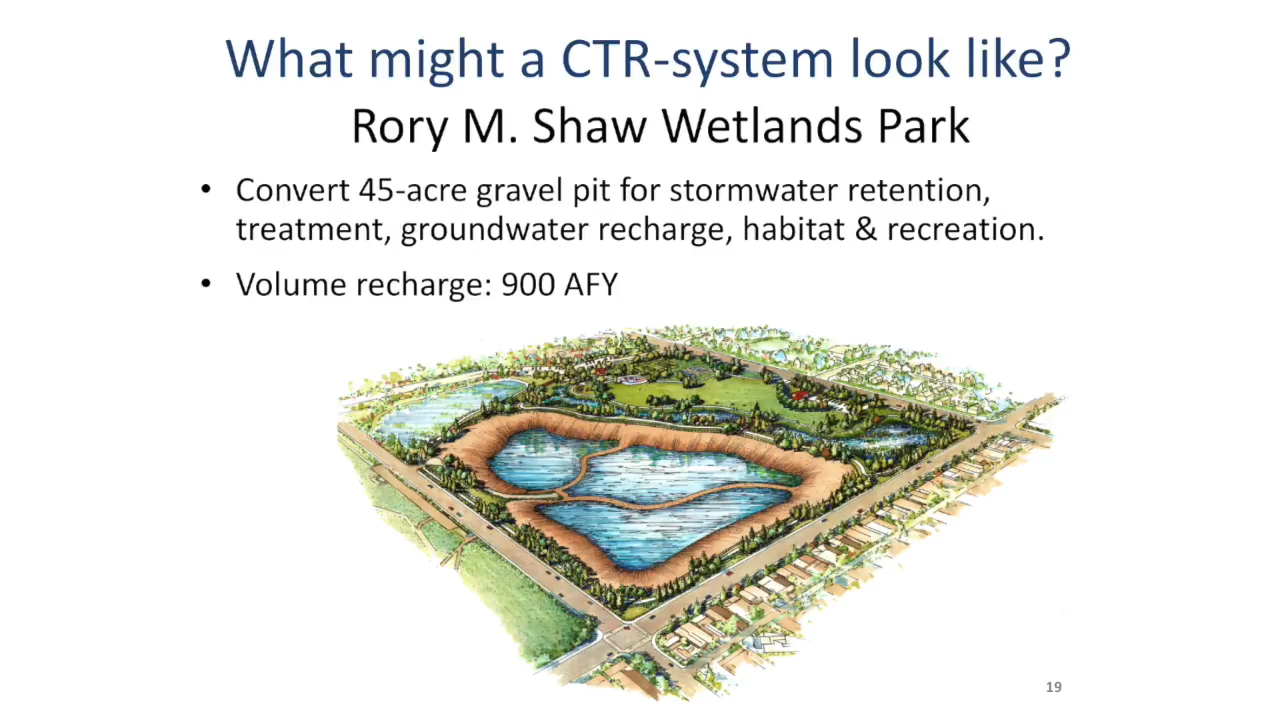 What might a CTR-system look like?
Rory M. Shaw Wetlands Park
• Convert 45-acre gravel pit for stormwater retention,
treatment, groundwater recharge, habitat & recreation.
• Volume recharge: 900 AFY
19